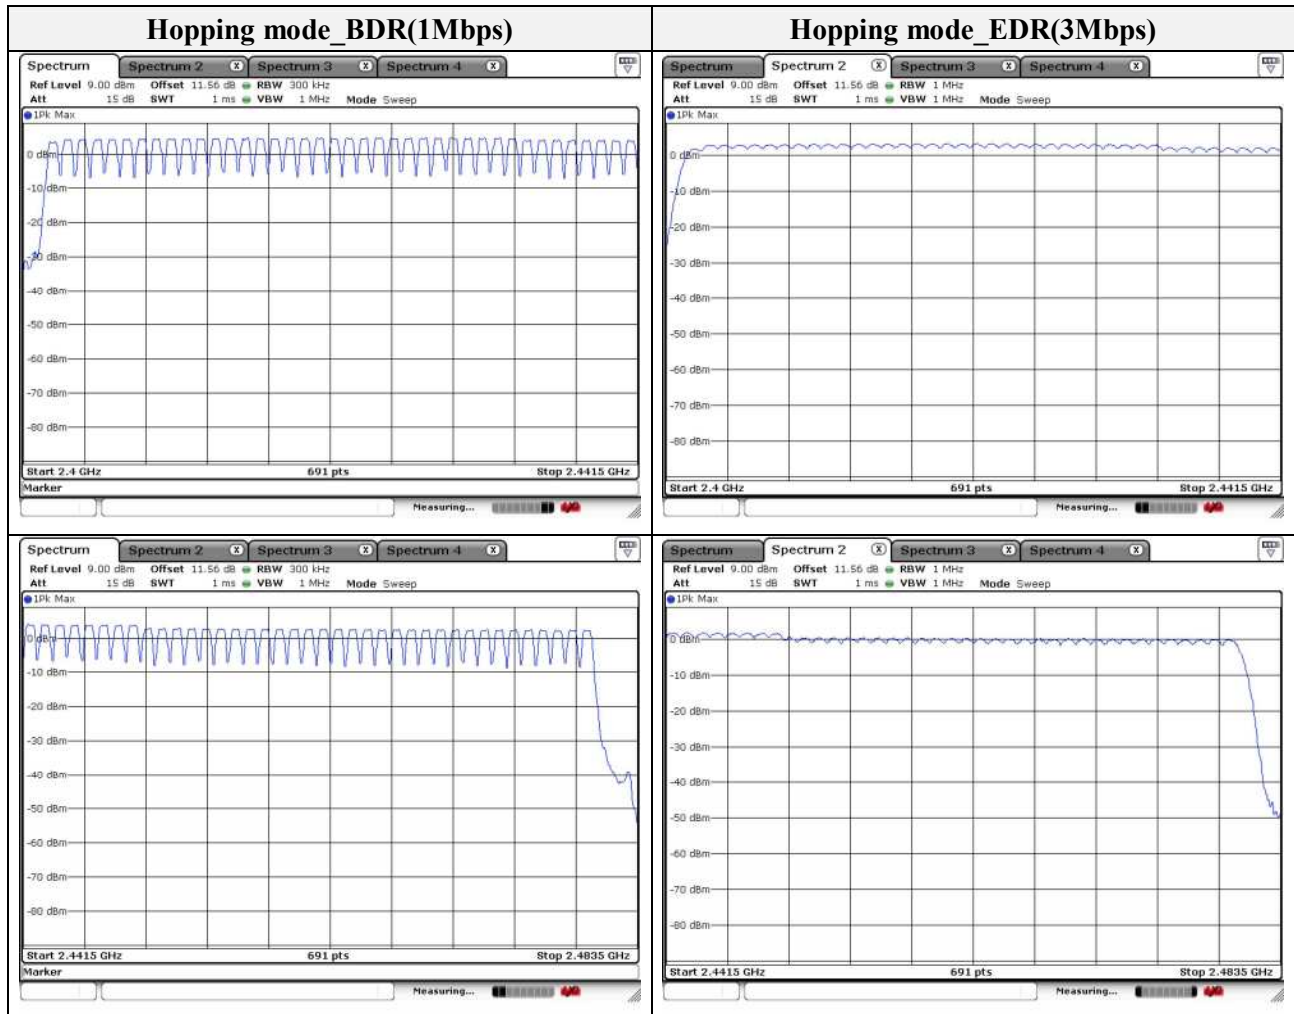 Hopping mode_BDR(1Mbps)
Hopping mode_EDR(3Mbps)
Spectrum Spectrum 2 X Spectrum 3 X Spectrum 4 X
Ref Level 9.00 dBm Offset 11.56 dB RBW 300 kHz
Att 15 dB SWT 1 ms VBW 1 MHz Mode Sweep
1Pk Max
0 dBm
-10 dBm
-20 dBm
-30 dBm
-40 dBm
-50 dBm
-60 dBm
-70 dBm
-80 dBm
Start 2.4 GHz 691 pts Stop 2.4415 GHz
Marker
Measuring...
Spectrum Spectrum 2 X Spectrum 3 X Spectrum 4 X
Ref Level 9.00 dBm Offset 11.56 dB RBW 1 MHz
Att 15 dB SWT 1 ms VBW 1 MHz Mode Sweep
1Pk Max
0 dBm
-10 dBm
-20 dBm
-30 dBm
-40 dBm
-50 dBm
-60 dBm
-70 dBm
-80 dBm
Start 2.4 GHz 691 pts Stop 2.4415 GHz
Measuring...
Spectrum Spectrum 2 X Spectrum 3 X Spectrum 4 X
Ref Level 9.00 dBm Offset 11.56 dB RBW 300 kHz
Att 15 dB SWT 1 ms VBW 1 MHz Mode Sweep
1Pk Max
0 dBm
-10 dBm
-20 dBm
-30 dBm
-40 dBm
-50 dBm
-60 dBm
-70 dBm
-80 dBm
Start 2.4415 GHz 691 pts Stop 2.4835 GHz
Marker
Measuring...
Spectrum Spectrum 2 X Spectrum 3 X Spectrum 4 X
Ref Level 9.00 dBm Offset 11.56 dB RBW 1 MHz
Att 15 dB SWT 1 ms VBW 1 MHz Mode Sweep
1Pk Max
0 dBm
-10 dBm
-20 dBm
-30 dBm
-40 dBm
-50 dBm
-60 dBm
-70 dBm
-80 dBm
Start 2.4415 GHz 691 pts Stop 2.4835 GHz
Measuring...